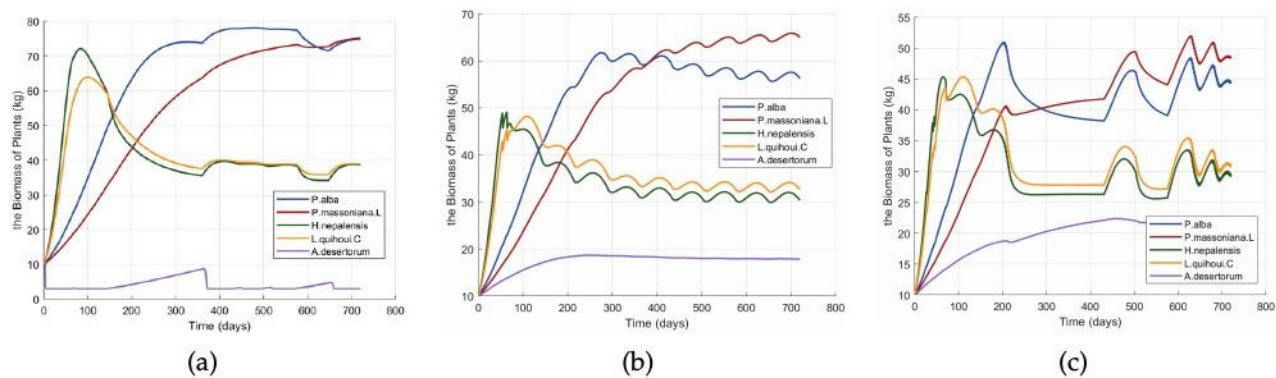 the Biomass of Plants (kg)
80
70
60
50
40
30
20
10
0
P.alba
P.massoniana.L
H.nepalensis
L.quihoui.C
A.desertorum
0 100 200 300 400 500 600 700 800
Time (days)
(a)
the Biomass of Plants (kg)
70
60
50
40
30
20
10
P.alba
P.massoniana.L
H.nepalensis
L.quihoui.C
A.desertorum
0 100 200 300 400 500 600 700 800
Time (days)
(b)
the Biomass of Plants (kg)
55
50
45
40
35
30
25
20
15
10
P.alba
P.massoniana.L
H.nepalensis
L.quihoui.C
A.desertorum
0 100 200 300 400 500 600 700 800
Time (days)
(c)